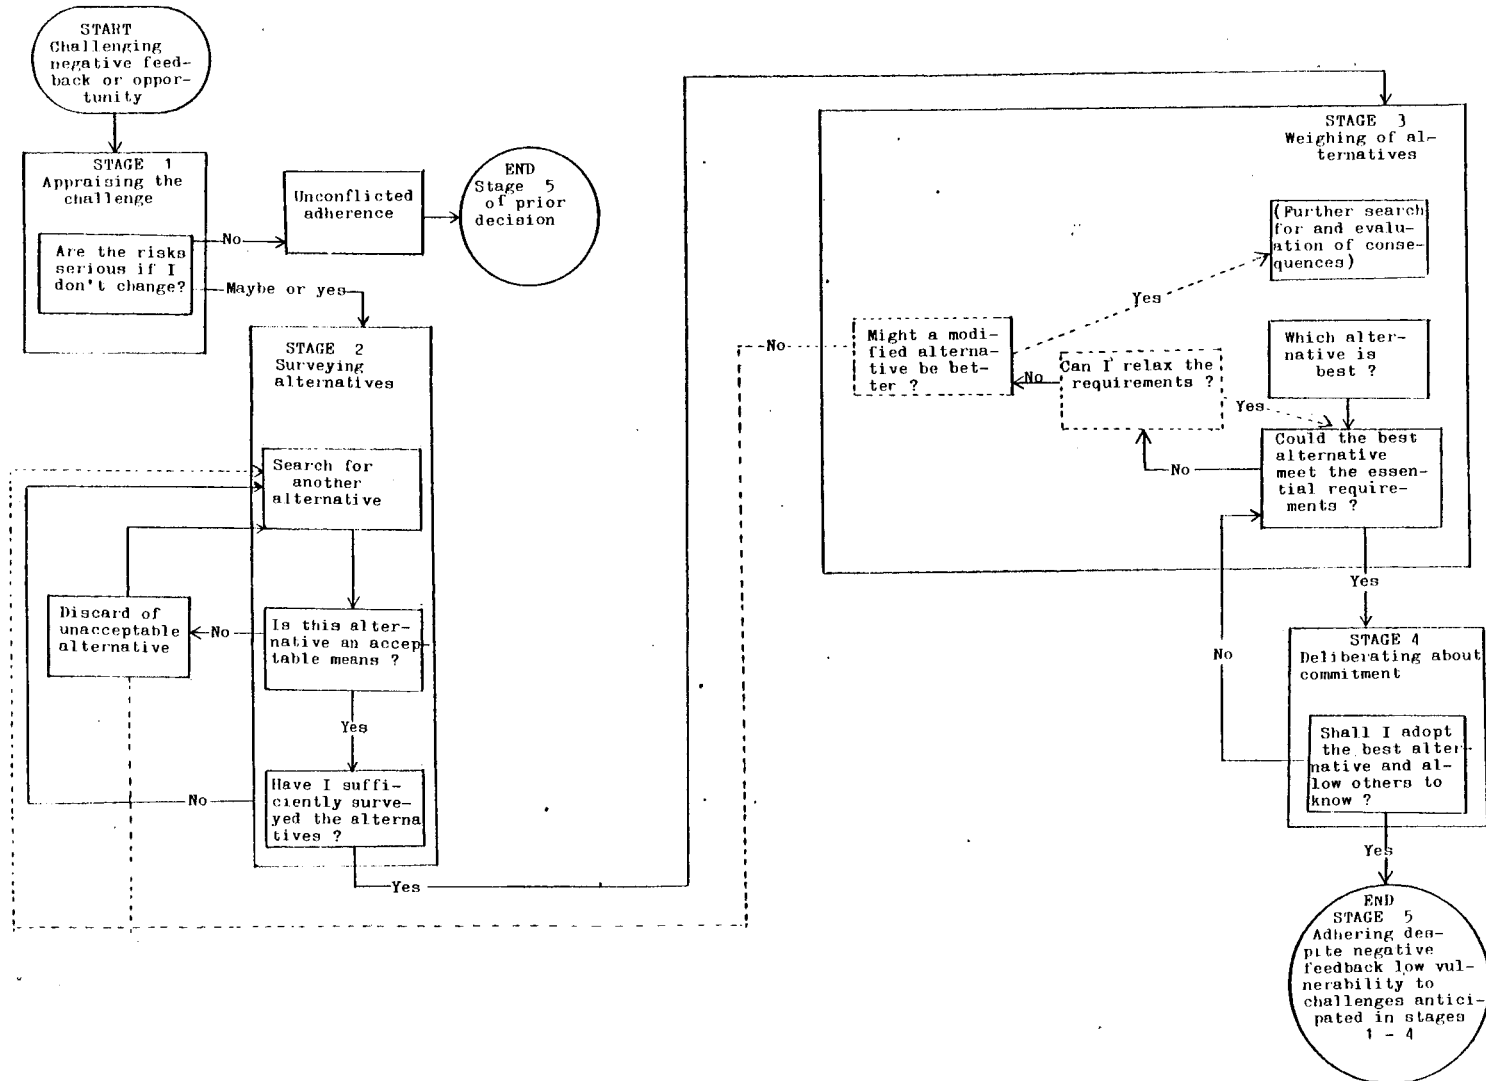 START
Challenging
negative feed-
back or oppor-
tunity
STAGE 1
Appraising the
challenge
Are the risks
serious if I
don't change?
No
Unconflicted
adherence
END
Stage 5
of prior
decision
Maybe or yes
STAGE 2
Surveying
alternatives
Search for
another
alternative
Discard of
unacceptable
alternative
No
Is this alter-
native an accep-
table means ?
Yes
No
Have I suffi-
ciently surve-
yed the alterna
tives ?
Yes
STAGE 3
Weighing of al-
ternatives
(Further search
for and evalu-
ation of conse-
quences)
Yes
No
Might a modi-
fied alterna-
tive be bet-
ter ?
No
Can I relax the
requirements ?
Yes
Which alter-
native is
best ?
No
Could the best
alternative
meet the essen-
tial require-
ments ?
Yes
No
STAGE 4
Deliberating about
commitment
Shall I adopt
the best alter-
native and al-
low others to
know ?
Yes
END
STAGE 5
Adhering des-
pite negative
feedback low vul-
nerability to
challenges antici-
pated in stages
1 - 4